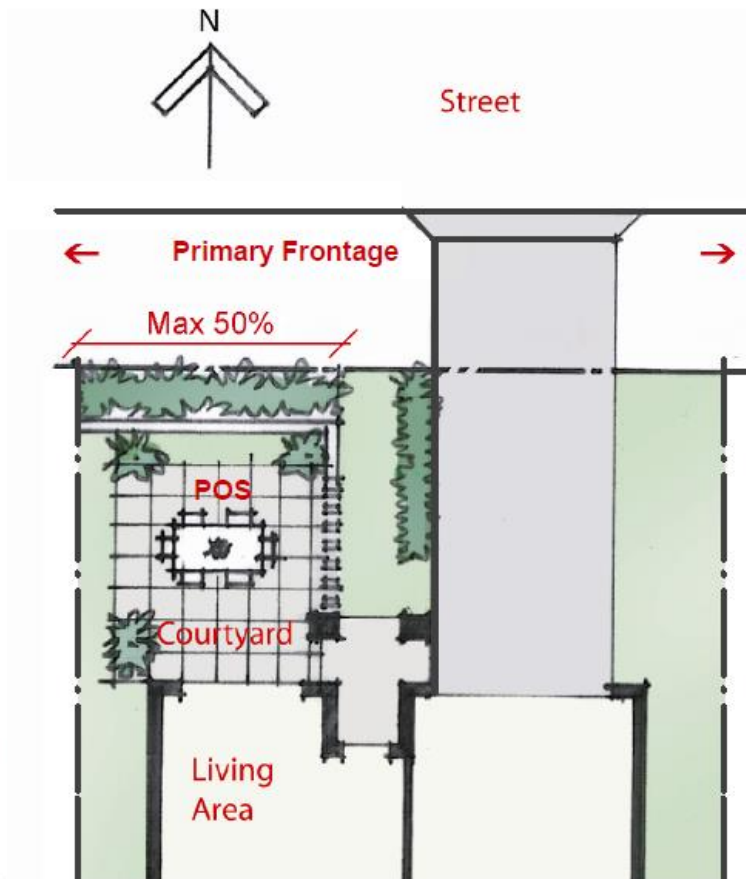 N
Street
← Primary Frontage →
Max 50%
POS
Courtyard
Living
Area